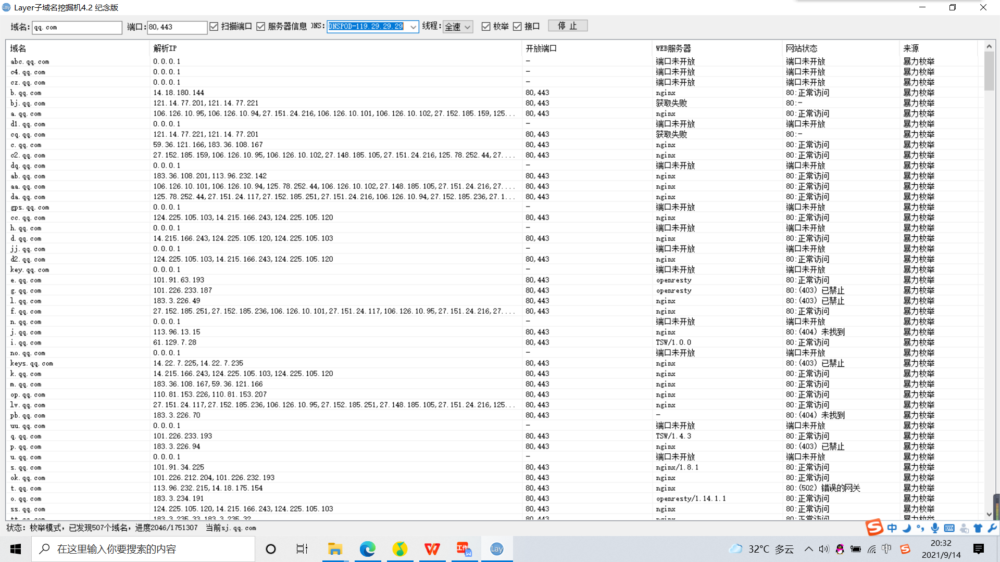 Layer子域名挖掘机4.2 纪念版
域名: qq.com 端口: 80,443 扫描端口 服务器信息 DNS: DNSPOD-119.29.29.29 线程: 全速 枚举 接口 停 止
域名 解析IP 开放端口 WEB服务器 网站状态 来源
abc.qq.com 0.0.0.1 - 端口未开放 端口未开放 暴力枚举
c4.qq.com 0.0.0.1 - 端口未开放 端口未开放 暴力枚举
cz.qq.com 0.0.0.1 - 端口未开放 端口未开放 暴力枚举
b.qq.com 14.18.180.144 80,443 nginx 80:正常访问 暴力枚举
bj.qq.com 121.14.77.201,121.14.77.221 80,443 获取失败 80:- 暴力枚举
a.qq.com 106.126.10.95,106.126.10.94,27.151.24.216,106.126.10.101,106.126.10.102,27.152.185.159,125... 80,443 nginx 80:正常访问 暴力枚举
d1.qq.com 0.0.0.1 - 端口未开放 端口未开放 暴力枚举
cq.qq.com 121.14.77.221,121.14.77.201 80,443 获取失败 80:- 暴力枚举
c.qq.com 59.36.121.166,183.36.108.167 80,443 nginx 80:正常访问 暴力枚举
c2.qq.com 27.152.185.159,106.126.10.95,106.126.10.102,27.148.185.105,27.151.24.216,125.78.252.44,27.... 80,443 nginx 80:正常访问 暴力枚举
dq.qq.com 0.0.0.1 - 端口未开放 端口未开放 暴力枚举
ab.qq.com 183.36.108.201,113.96.232.142 80,443 nginx 80:正常访问 暴力枚举
aa.qq.com 106.126.10.101,106.126.10.94,125.78.252.44,106.126.10.102,27.148.185.105,27.151.24.216,27.... 80,443 nginx 80:正常访问 暴力枚举
da.qq.com 125.78.252.44,27.151.24.117,27.152.185.251,27.151.24.216,106.126.10.94,27.152.185.236,27.1... 80,443 nginx 80:正常访问 暴力枚举
gps.qq.com 0.0.0.1 - 端口未开放 端口未开放 暴力枚举
cc.qq.com 124.225.105.103,14.215.166.243,124.225.105.120 80,443 nginx 80:正常访问 暴力枚举
h.qq.com 0.0.0.1 - 端口未开放 端口未开放 暴力枚举
d.qq.com 14.215.166.243,124.225.105.120,124.225.105.103 80,443 nginx 80:正常访问 暴力枚举
jj.qq.com 0.0.0.1 - 端口未开放 端口未开放 暴力枚举
d2.qq.com 124.225.105.103,14.215.166.243,124.225.105.120 80,443 nginx 80:正常访问 暴力枚举
key.qq.com 0.0.0.1 - 端口未开放 端口未开放 暴力枚举
e.qq.com 101.91.63.193 80,443 openresty 80:正常访问 暴力枚举
g.qq.com 101.226.233.187 80,443 openresty 80:(403) 已禁止 暴力枚举
l.qq.com 183.3.226.49 80,443 nginx 80:(403) 已禁止 暴力枚举
f.qq.com 27.152.185.251,27.152.185.236,106.126.10.101,27.151.24.117,106.126.10.95,27.151.24.216,27.... 80,443 nginx 80:正常访问 暴力枚举
n.qq.com 0.0.0.1 - 端口未开放 端口未开放 暴力枚举
j.qq.com 113.96.13.15 80,443 nginx 80:(404) 未找到 暴力枚举
i.qq.com 61.129.7.28 80,443 TSW/1.0.0 80:正常访问 暴力枚举
no.qq.com 0.0.0.1 - 端口未开放 端口未开放 暴力枚举
keys.qq.com 14.22.7.225,14.22.7.235 80,443 nginx 80:(403) 已禁止 暴力枚举
k.qq.com 14.215.166.243,124.225.105.103,124.225.105.120 80,443 nginx 80:正常访问 暴力枚举
m.qq.com 183.36.108.167,59.36.121.166 80,443 nginx 80:正常访问 暴力枚举
op.qq.com 110.81.153.226,110.81.153.207 80,443 nginx 80:正常访问 暴力枚举
lv.qq.com 27.151.24.117,27.152.185.236,106.126.10.95,27.152.185.251,27.148.185.105,27.151.24.216,125... 80,443 nginx 80:正常访问 暴力枚举
pb.qq.com 183.3.226.70 80,443 - 80:(404) 未找到 暴力枚举
uu.qq.com 0.0.0.1 - 端口未开放 端口未开放 暴力枚举
q.qq.com 101.226.233.193 80,443 TSW/1.4.3 80:正常访问 暴力枚举
p.qq.com 183.3.226.94 80,443 nginx 80:(403) 已禁止 暴力枚举
u.qq.com 0.0.0.1 - 端口未开放 端口未开放 暴力枚举
s.qq.com 101.91.34.225 80,443 nginx/1.8.1 80:正常访问 暴力枚举
ok.qq.com 101.226.212.204,101.226.232.193 80,443 nginx 80:正常访问 暴力枚举
t.qq.com 113.96.232.215,14.18.175.154 80,443 nginx 80:(502) 错误的网关 暴力枚举
o.qq.com 183.3.234.191 80,443 openresty/1.14.1.1 80:正常访问 暴力枚举
ss.qq.com 124.225.105.120,14.215.166.243,124.225.105.103 80,443 nginx 80:正常访问 暴力枚举
tt.qq.com 183.3.235.33,183.3.235.32 80,443 nginx 80:正常访问 暴力枚举
状态: 枚举模式，已发现507个域名，进度2046/1751307 当前sj.qq.com
中
在这里输入你要搜索的内容
工作
Lay
32°C 多云
中
20:32
2021/9/14